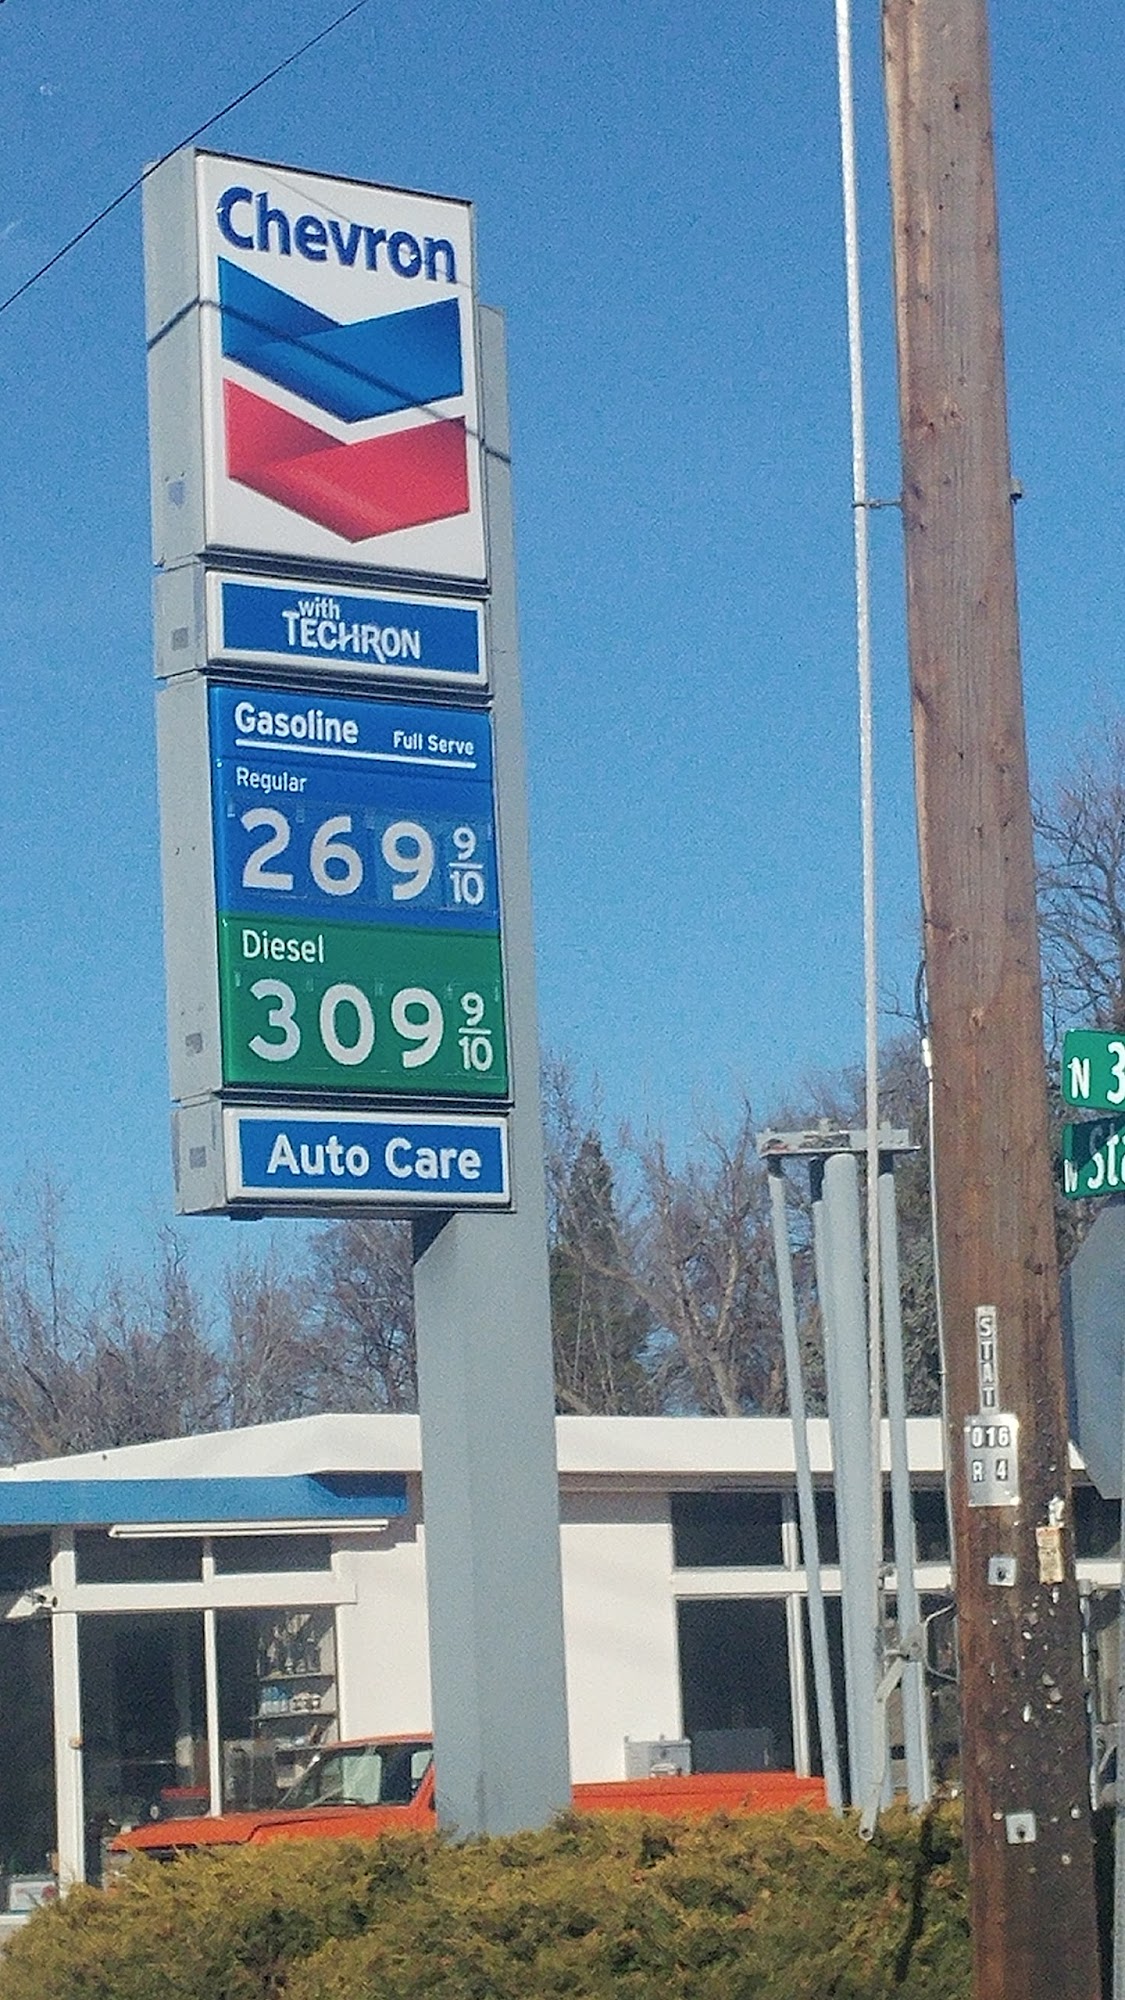 Chevron
with
TECHRON
Gasoline Full Serve
Regular
269 9/10
Diesel
309 9/10
Auto Care
N 3
STAT
016
R 4